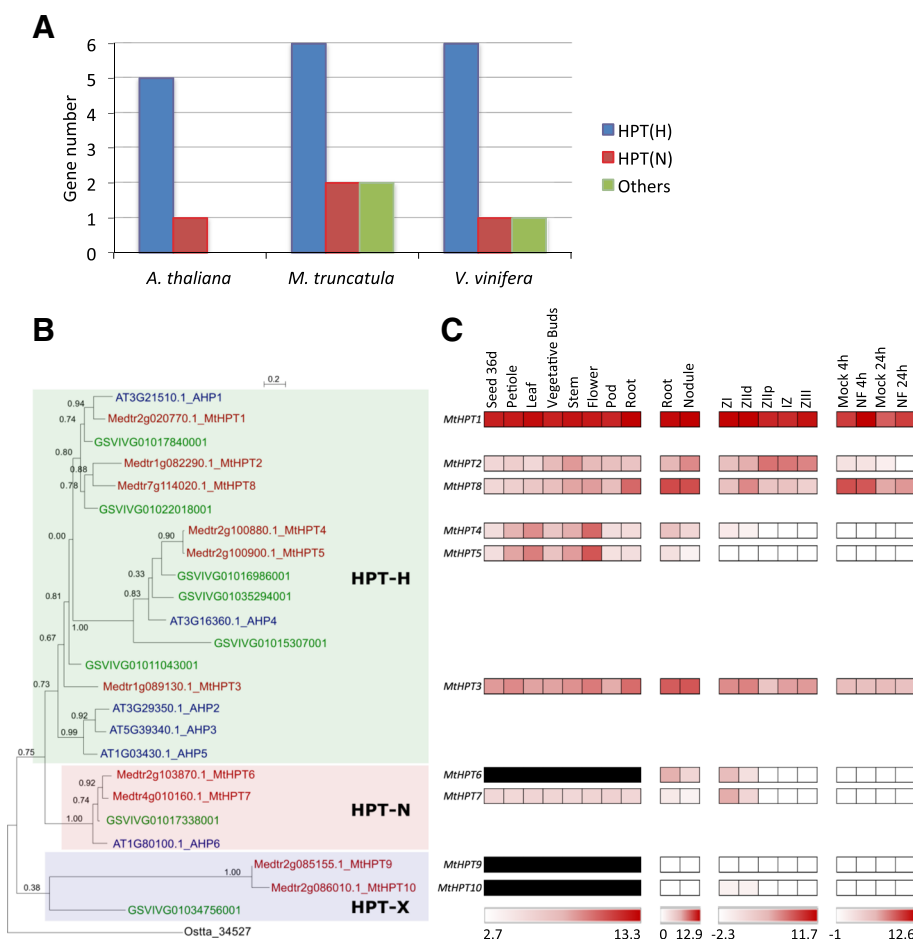 A
Gene number
6
5
4
3
2
1
0
A. thaliana
M. truncatula
V. vinifera
HPT(H)
HPT(N)
Others
B
0.2
AT3G21510.1_AHP1
Medtr2g020770.1_MtHPT1
GSVIVG01017840001
Medtr1g082290.1_MtHPT2
Medtr7g114020.1_MtHPT8
GSVIVG01022018001
Medtr2g100880.1_MtHPT4
Medtr2g100900.1_MtHPT5
GSVIVG01016986001
GSVIVG01035294001
AT3G16360.1_AHP4
GSVIVG01015307001
GSVIVG01011043001
Medtr1g089130.1_MtHPT3
AT3G29350.1_AHP2
AT5G39340.1_AHP3
AT1G03430.1_AHP5
Medtr2g103870.1_MtHPT6
Medtr4g010160.1_MtHPT7
GSVIVG01017338001
AT1G80100.1_AHP6
Medtr2g085155.1_MtHPT9
Medtr2g086010.1_MtHPT10
GSVIVG01034756001
Ostta_34527
0.94
0.74
0.80
0.88
0.78
0.00
0.90
0.33
0.83
0.81
1.00
0.67
0.73
0.92
0.99
0.75
0.92
0.74
1.00
1.00
0.38
HPT-H
HPT-N
HPT-X
C
Seed 36d
Petiole
Leaf
Vegetative Buds
Stem
Flower
Pod
Root
Root
Nodule
ZI
ZIId
ZIIp
IZ
ZIII
Mock 4h
NF 4h
Mock 24h
NF 24h
MtHPT1
MtHPT2
MtHPT8
MtHPT4
MtHPT5
MtHPT3
MtHPT6
MtHPT7
MtHPT9
MtHPT10
2.7 13.3
0 12.9
-2.3 11.7
-1 12.6